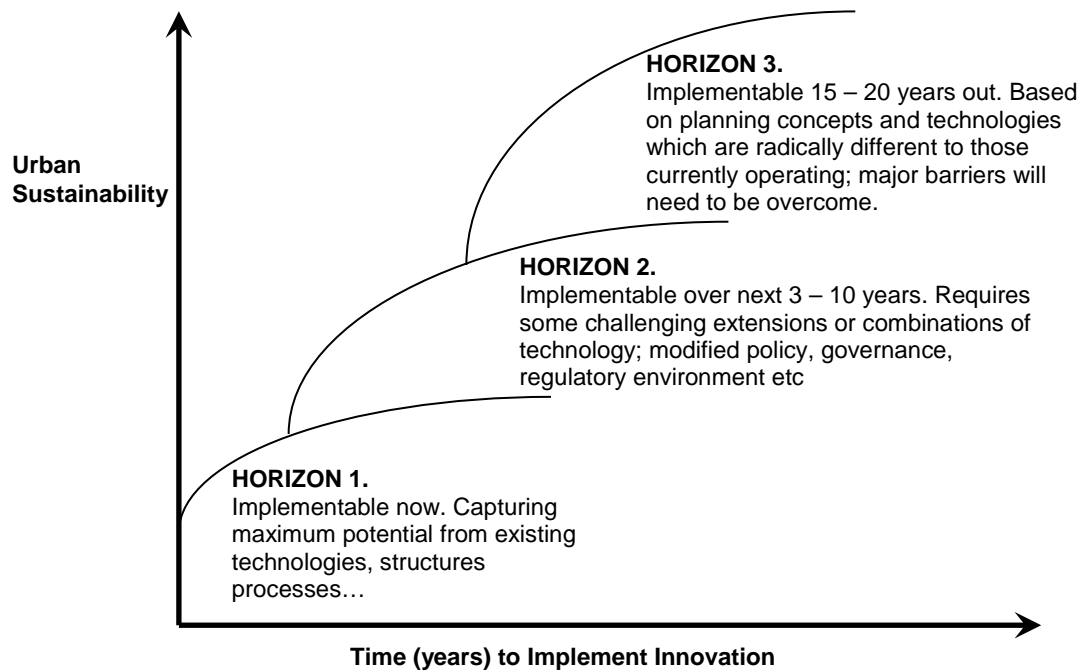 HORIZON 3.
Implementable 15 – 20 years out. Based
on planning concepts and technologies
which are radically different to those
currently operating; major barriers will
need to be overcome.
Urban
Sustainability
HORIZON 2.
Implementable over next 3 – 10 years. Requires
some challenging extensions or combinations of
technology; modified policy, governance,
regulatory environment etc
HORIZON 1.
Implementable now. Capturing
maximum potential from existing
technologies, structures
processes…
Time (years) to Implement Innovation